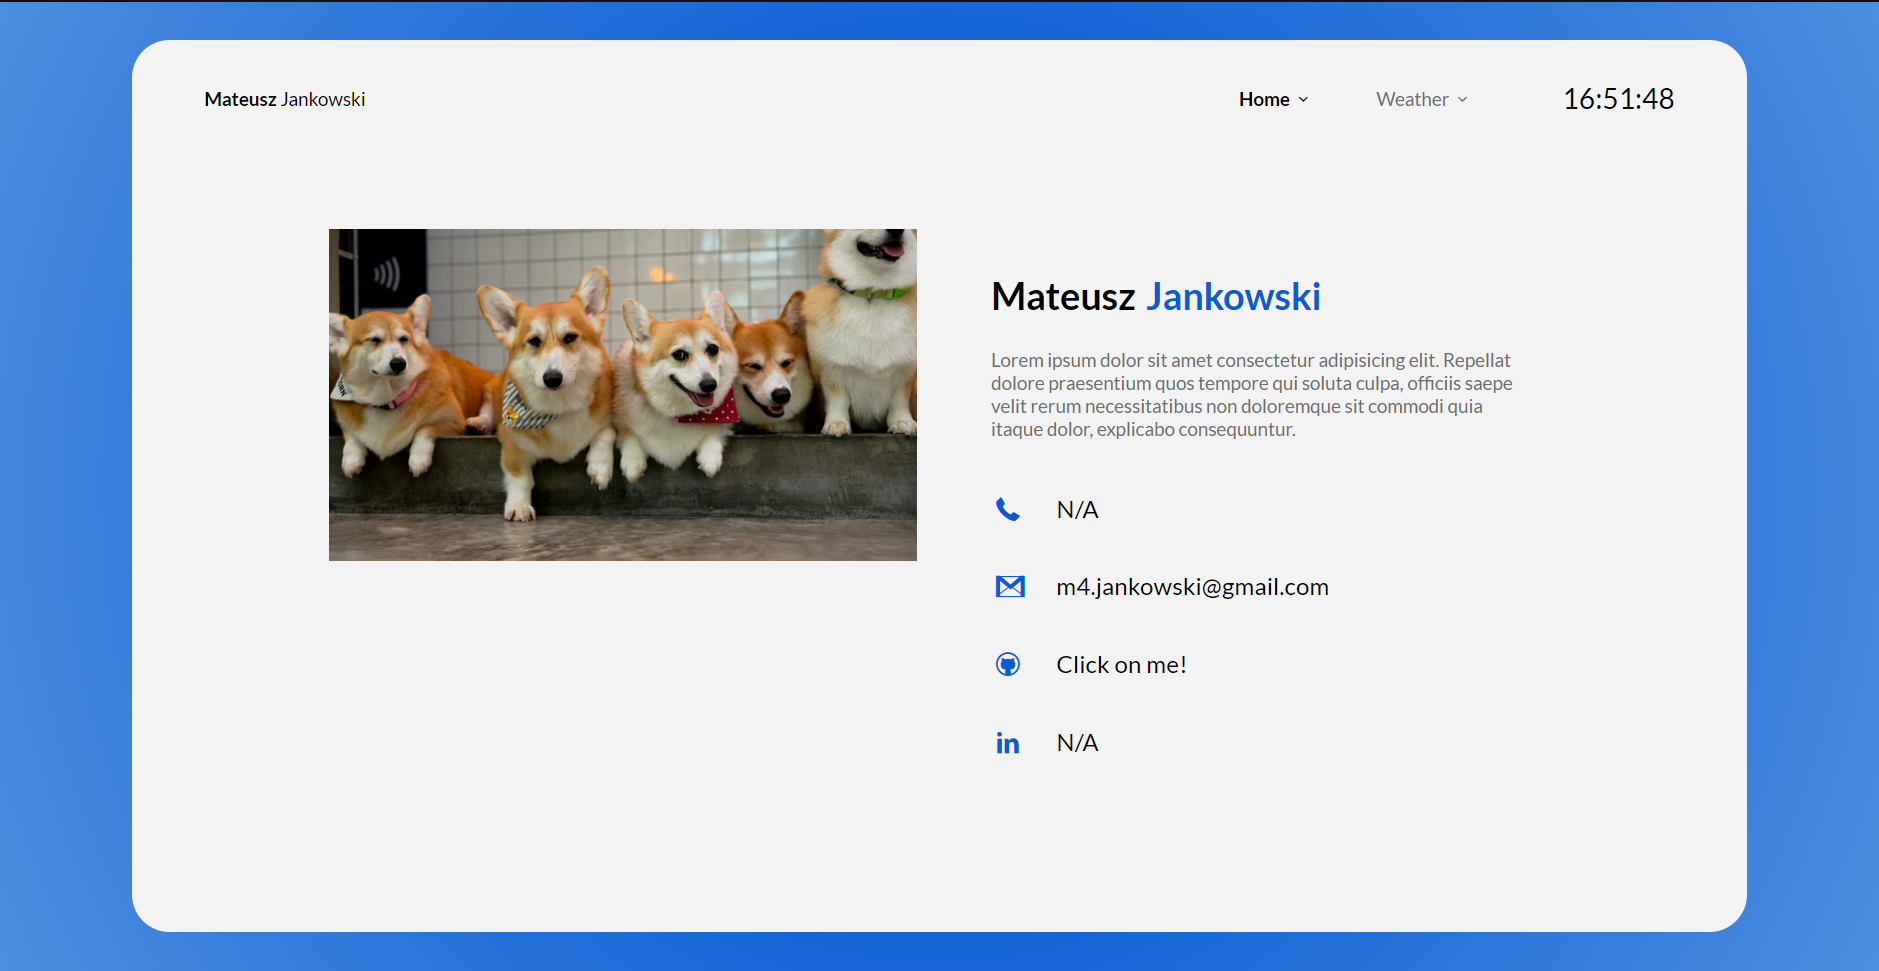 Mateusz Jankowski
Home
Weather
16:51:48
Mateusz Jankowski
Lorem ipsum dolor sit amet consectetur adipisicing elit. Repellat
dolore praesentium quos tempore qui soluta culpa, officiis saepe
velit rerum necessitatibus non doloremque sit commodi quia
itaque dolor, explicabo consequuntur.
N/A
m4.jankowski@gmail.com
Click on me!
in N/A